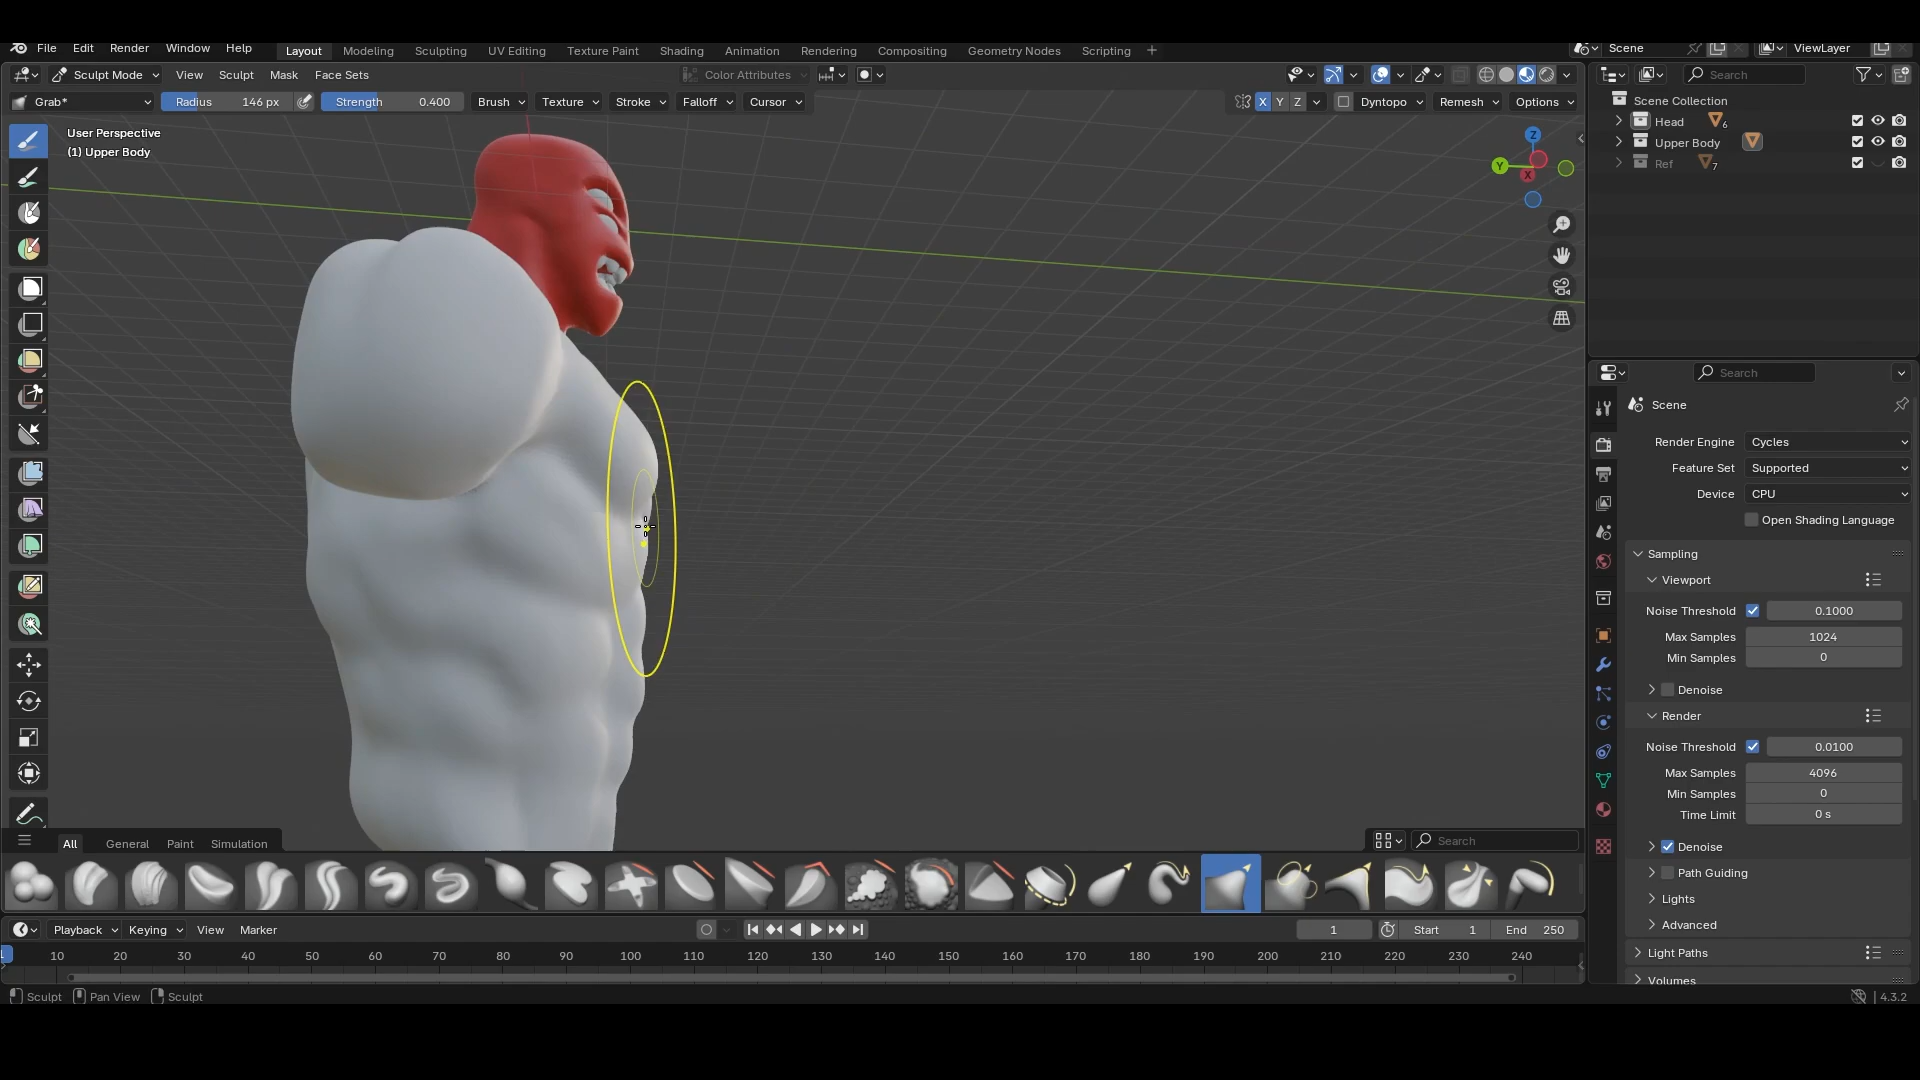 File Edit Render Window Help Layout Modeling Sculpting UV Editing Texture Paint Shading Animation Rendering Compositing Geometry Nodes Scripting Scene ViewLayer
Sculpt Mode View Sculpt Mask Face Sets Color Attributes Search
Grab* Radius 146 px Strength 0.400 Brush Texture Stroke Falloff Cursor X Y Z Dyntopo Remesh Options
User Perspective
(1) Upper Body
Z
Y
X
Scene Collection
Head 6
Upper Body
Ref 7
Search
Scene
Render Engine Cycles
Feature Set Supported
Device CPU
Open Shading Language
Sampling
Viewport
Noise Threshold 0.1000
Max Samples 1024
Min Samples 0
Denoise
Render
Noise Threshold 0.0100
Max Samples 4096
Min Samples 0
Time Limit 0 s
Denoise
Path Guiding
Lights
Advanced
Light Paths
Volumes
All General Paint Simulation Search
Playback Keying View Marker 1 Start 1 End 250
1 10 20 30 40 50 60 70 80 90 100 110 120 130 140 150 160 170 180 190 200 210 220 230 240
Sculpt Pan View Sculpt 4.3.2